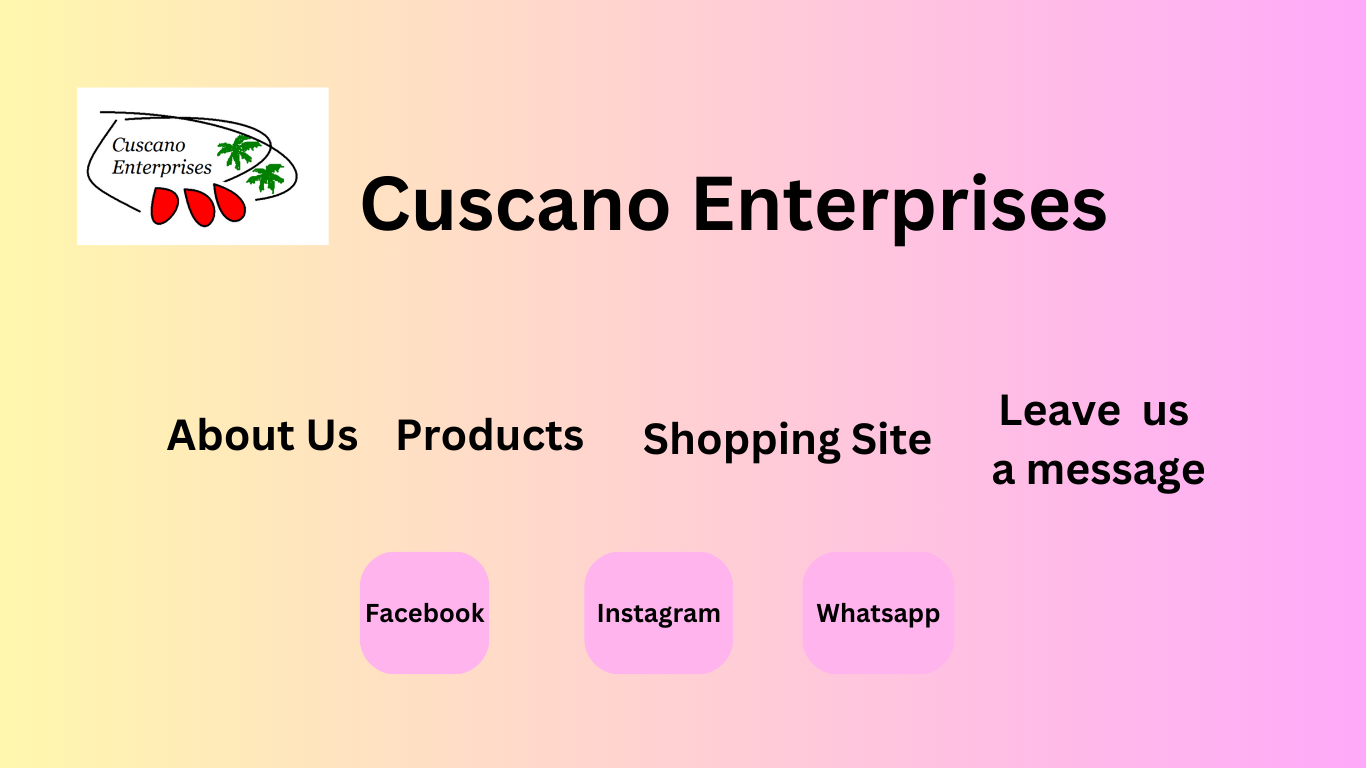 Cuscano
Enterprises
Cuscano Enterprises
About Us
Products
Shopping Site
Leave us
a message
Facebook
Instagram
Whatsapp